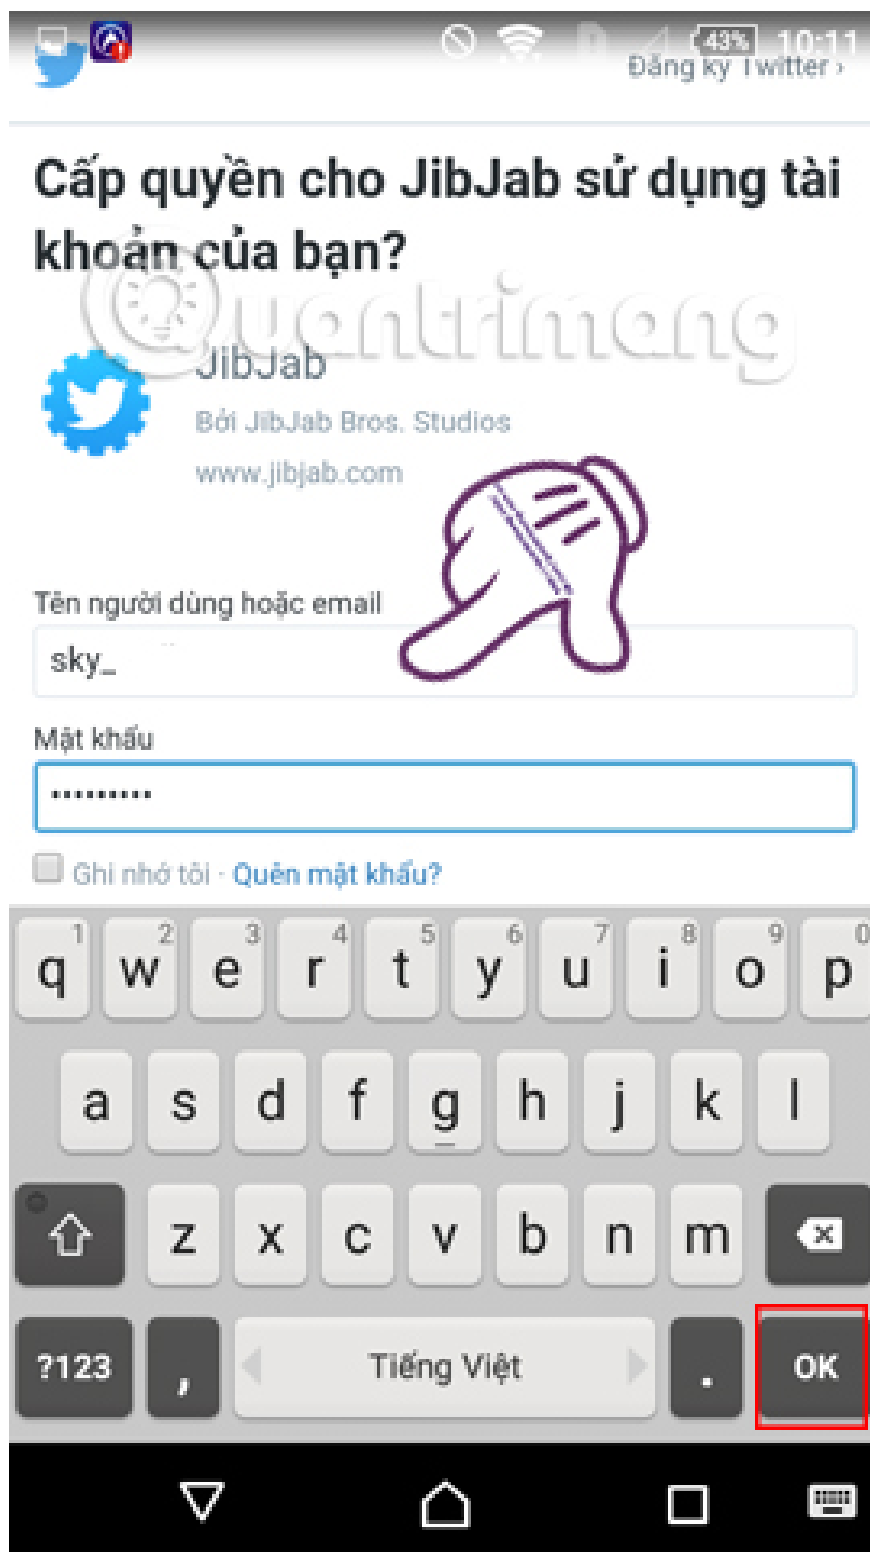 43% 10:11
Đăng ký Twitter ›
Cấp quyền cho JibJab sử dụng tài
khoản của bạn?
Quantrimang
JibJab
Bởi JibJab Bros. Studios
www.jibjab.com
Tên người dùng hoặc email
sky_
Mật khẩu
•••••••••
Ghi nhớ tôi · Quên mật khẩu?
1 2 3 4 5 6 7 8 9 0
q w e r t y u i o p
a s d f g h j k l
z x c v b n m
?123 , Tiếng Việt . OK